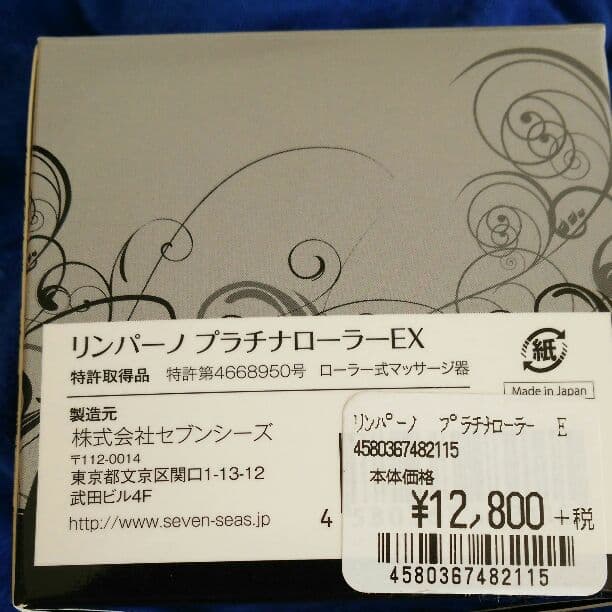 リンパーノ プラチナローラーEX
特許取得品 特許第4668950号 ローラー式マッサージ器
紙
Made in Japan
製造元
株式会社セブンシーズ
〒112-0014
東京都文京区関口1-13-12
武田ビル4F
http://www.seven-seas.jp
4
リンパーノ プラチナローラー E
4580367482115
本体価格
¥12,800 +税
4580367482115